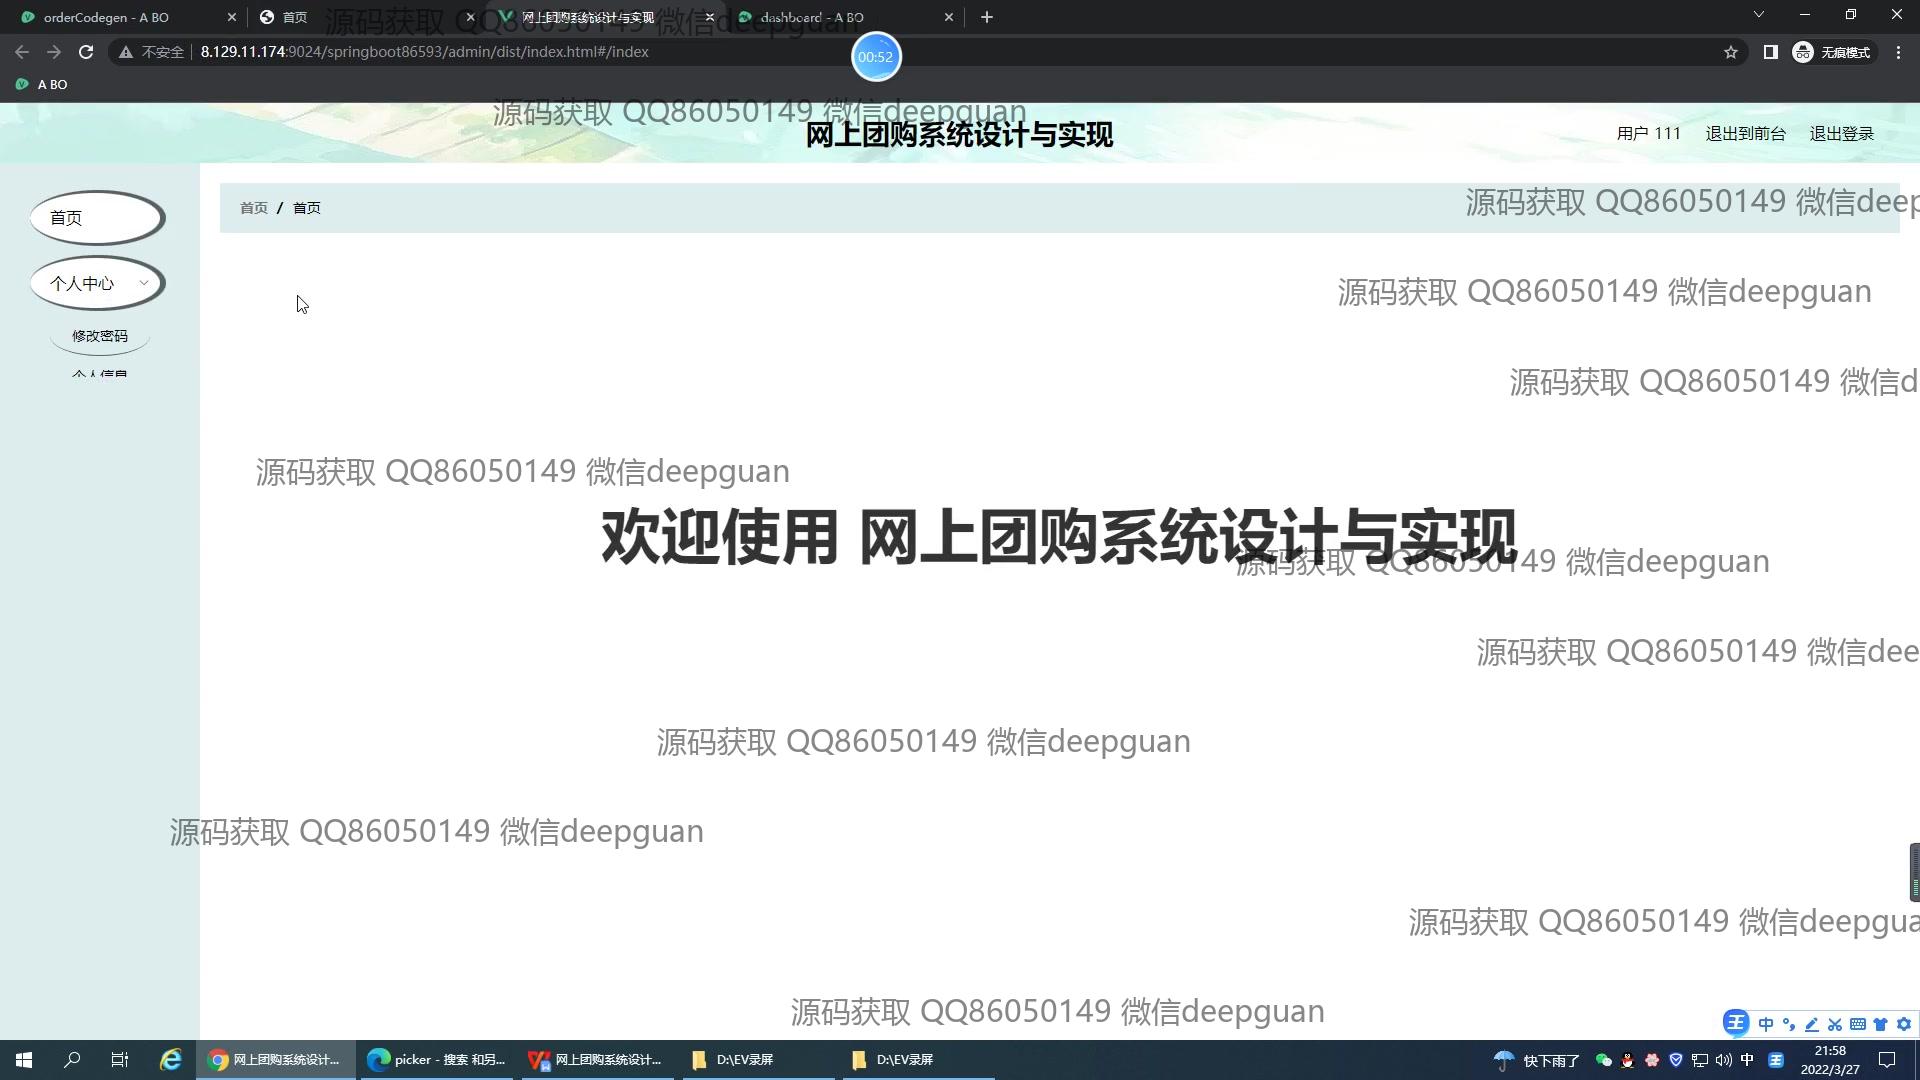 orderCodegen - A BO
首页
网上团购系统设计与实现
dashboard - A BO
源码获取 QQ86050149 微信deepguan
不安全
8.129.11.174:9024/springboot86593/admin/dist/index.html#/index
00:52
无痕模式
A BO
源码获取 QQ86050149 微信deepguan
网上团购系统设计与实现
用户 111
退出到前台
退出登录
首页
首页 / 首页
源码获取 QQ86050149 微信deep
个人中心
源码获取 QQ86050149 微信deepguan
修改密码
个人信息
源码获取 QQ86050149 微信d
源码获取 QQ86050149 微信deepguan
欢迎使用 网上团购系统设计与实现
源码获取 QQ86050149 微信deepguan
源码获取 QQ86050149 微信dee
源码获取 QQ86050149 微信deepguan
源码获取 QQ86050149 微信deepguan
源码获取 QQ86050149 微信deepgua
源码获取 QQ86050149 微信deepguan
王 中
网上团购系统设计...
picker - 搜索 和另...
网上团购系统设计...
D:\EV录屏
D:\EV录屏
快下雨了
中
王
21:58
2022/3/27